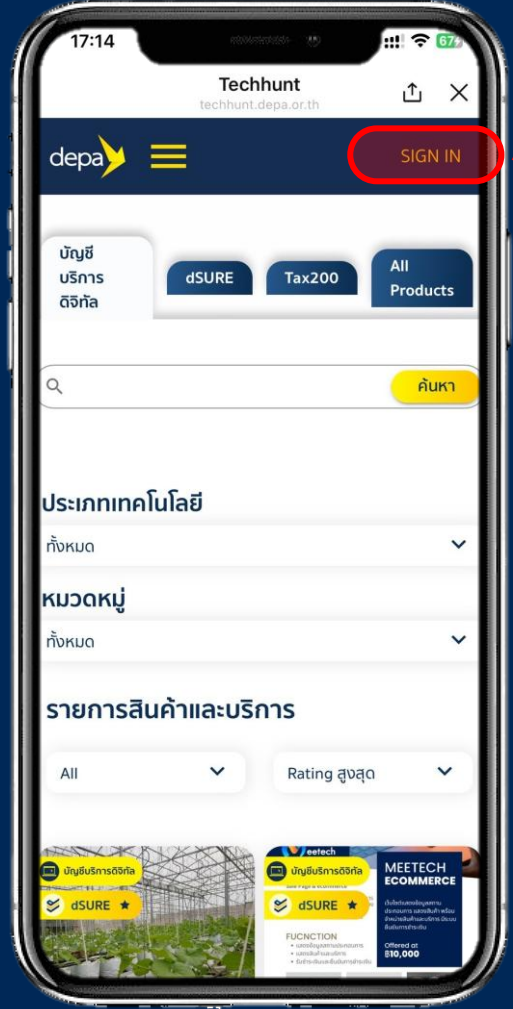 17:14
67
Techhunt
techhunt.depa.or.th
depa
SIGN IN
บัญชี
บริการ
ดิจิทัล
dSURE
Tax200
All
Products
ค้นหา
ประเภทเทคโนโลยี
ทั้งหมด
หมวดหมู่
ทั้งหมด
รายการสินค้าและบริการ
All
Rating สูงสุด
บัญชีบริการดิจิทัล
dSURE
eetech
บัญชีบริการดิจิทัล
dSURE
FUCNCTION
MEETECH
ECOMMERCE
Offered at
฿10,000